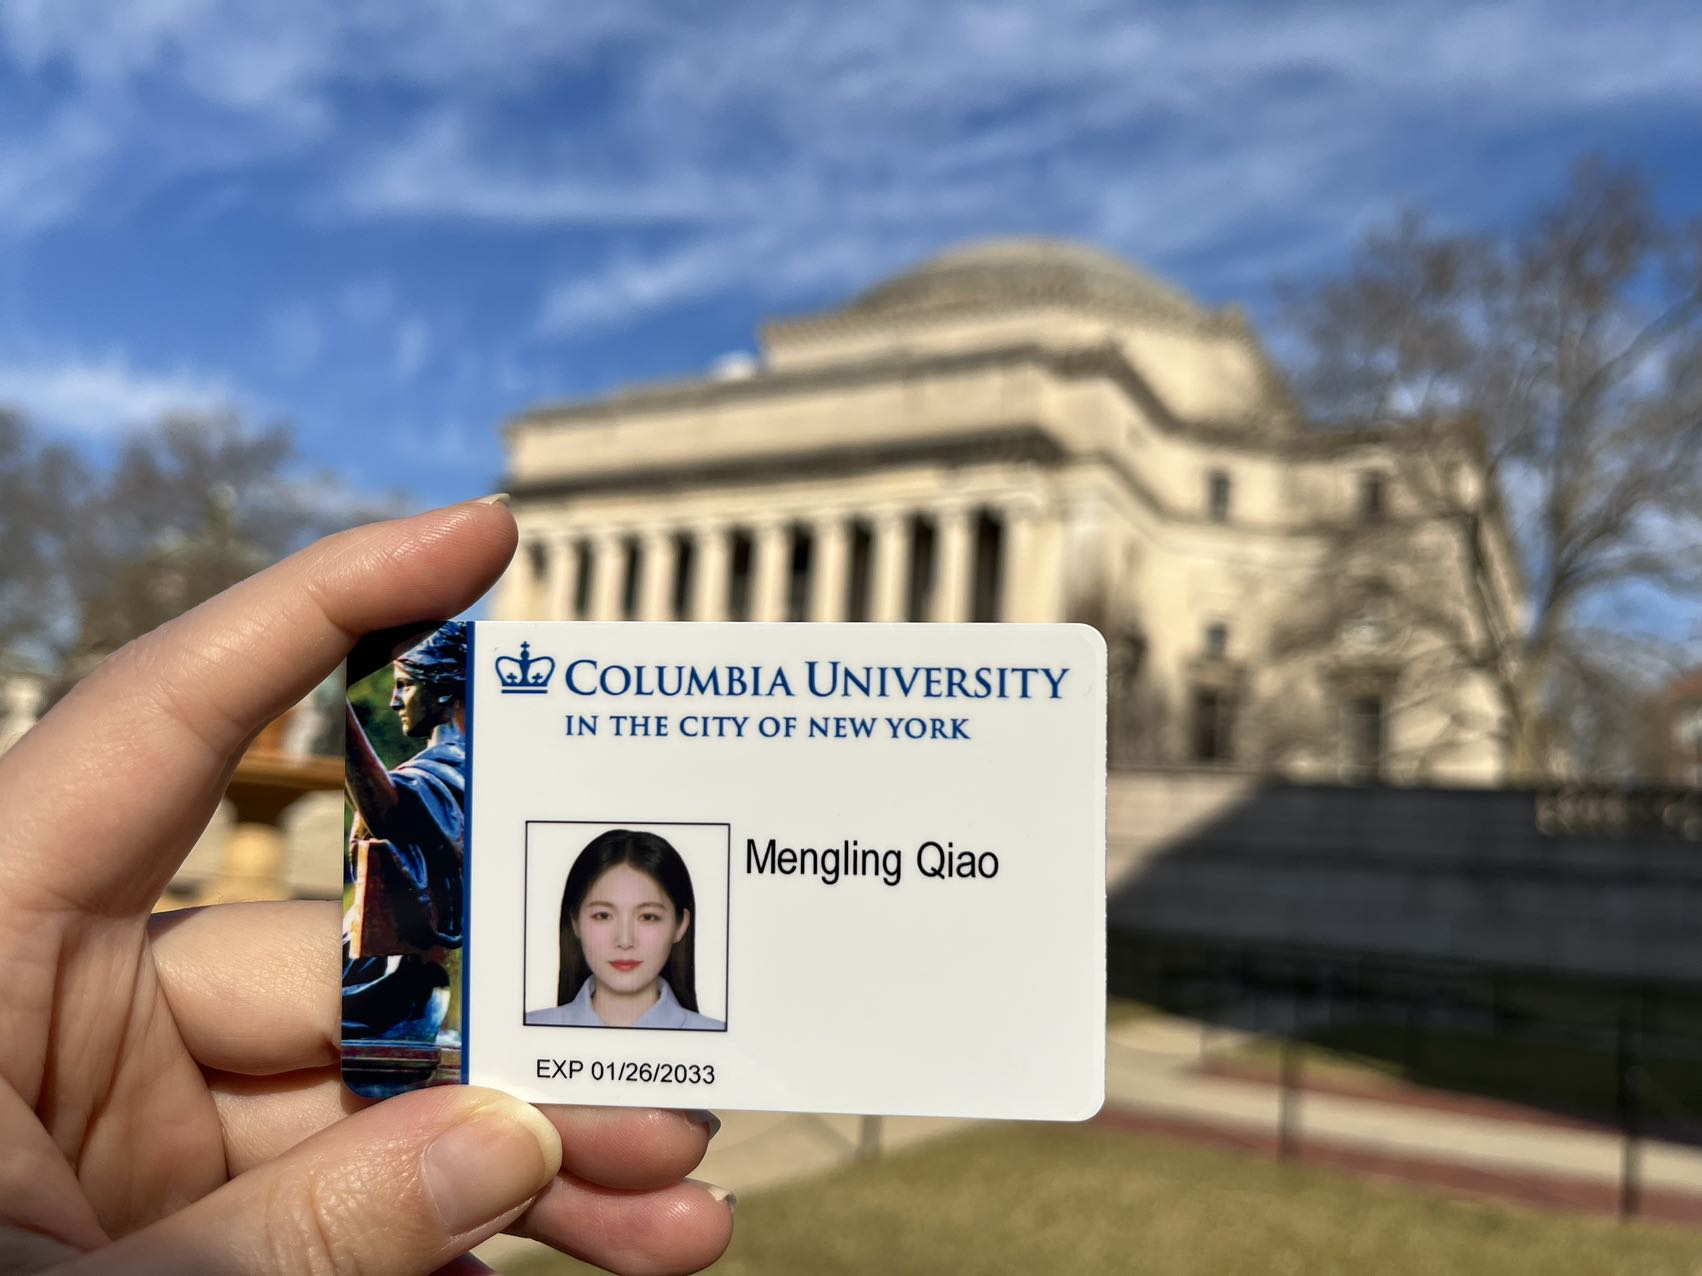 COLUMBIA UNIVERSITY
IN THE CITY OF NEW YORK
Mengling Qiao
EXP 01/26/2033